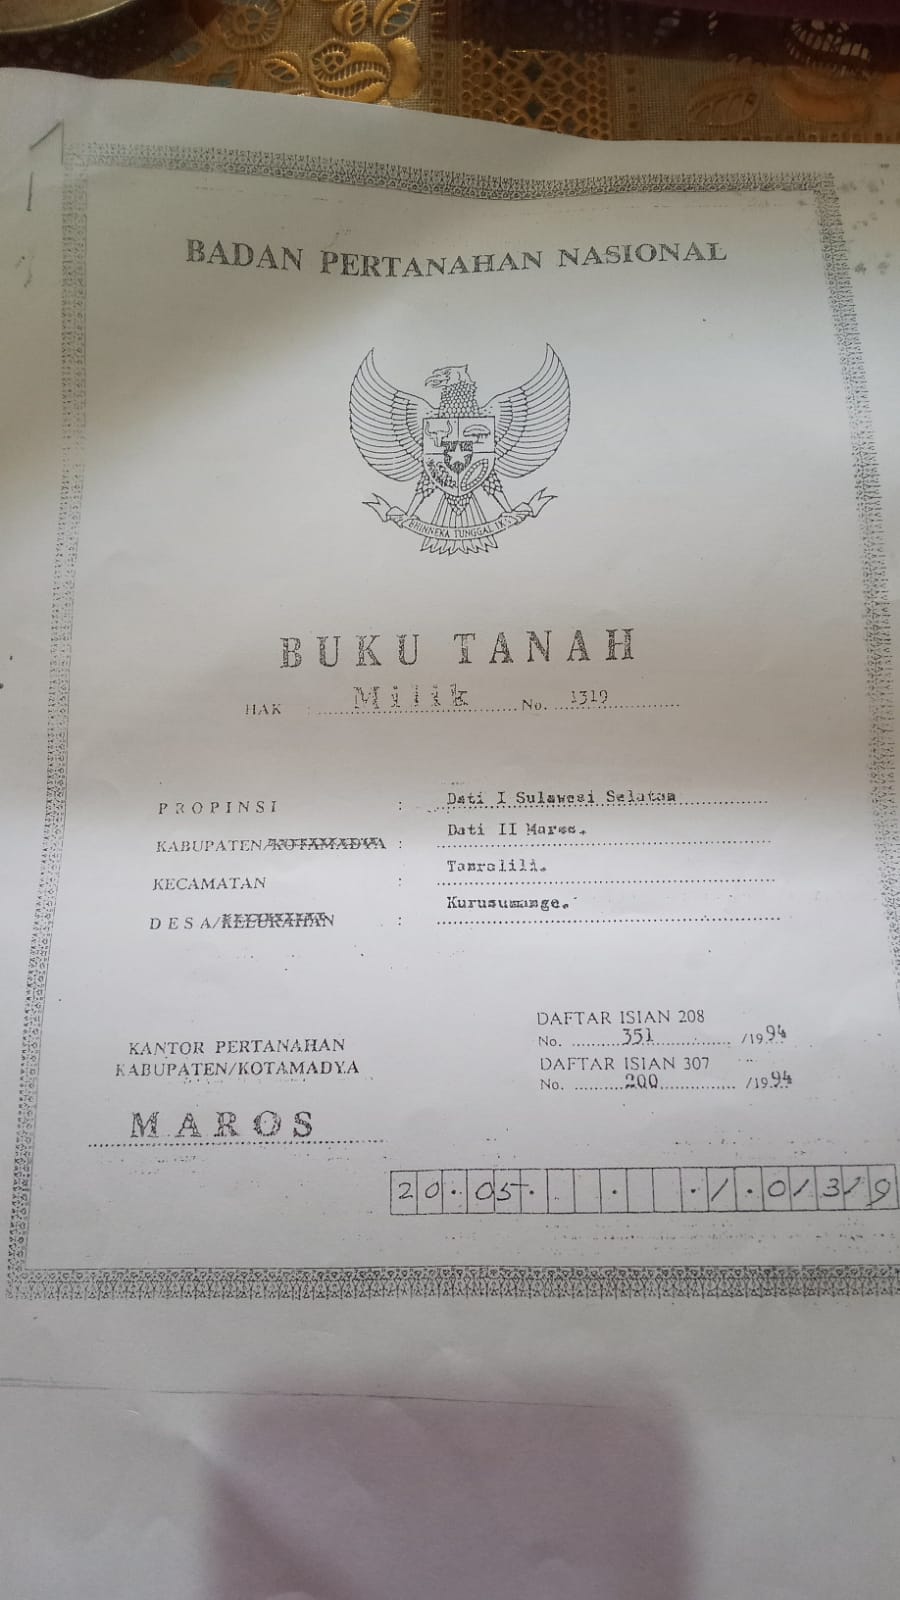 BADAN PERTANAHAN NASIONAL
BHINNEKA TUNGGAL IKA
BUKU TANAH
HAK : Milik No. 1319
PROPINSI : Dati I Sulawesi Selatan
KABUPATEN/KOTAMADYA : Dati II Maros.
KECAMATAN : Tanralili.
DESA/KELURAHAN : Kurusumange.
DAFTAR ISIAN 208
No. 351 /1994
DAFTAR ISIAN 307
No. 200 /1994
KANTOR PERTANAHAN
KABUPATEN/KOTAMADYA
MAROS
20.05. . .1.01319